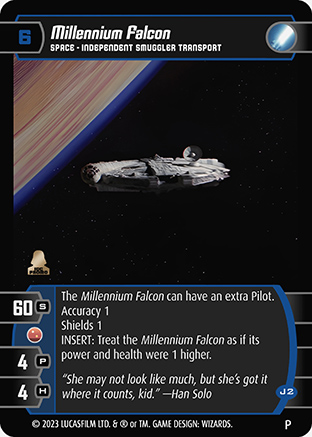 6
Millennium Falcon
SPACE - INDEPENDENT SMUGGLER TRANSPORT
The Millennium Falcon can have an extra Pilot.
60 S
Accuracy 1
Shields 1
INSERT: Treat the Millennium Falcon as if its
4 P
power and health were 1 higher.
“She may not look like much, but she’s got it
4 H
where it counts, kid.” —Han Solo
J2
© 2023 LUCASFILM LTD. & ® or TM. GAME DESIGN: WIZARDS.
P